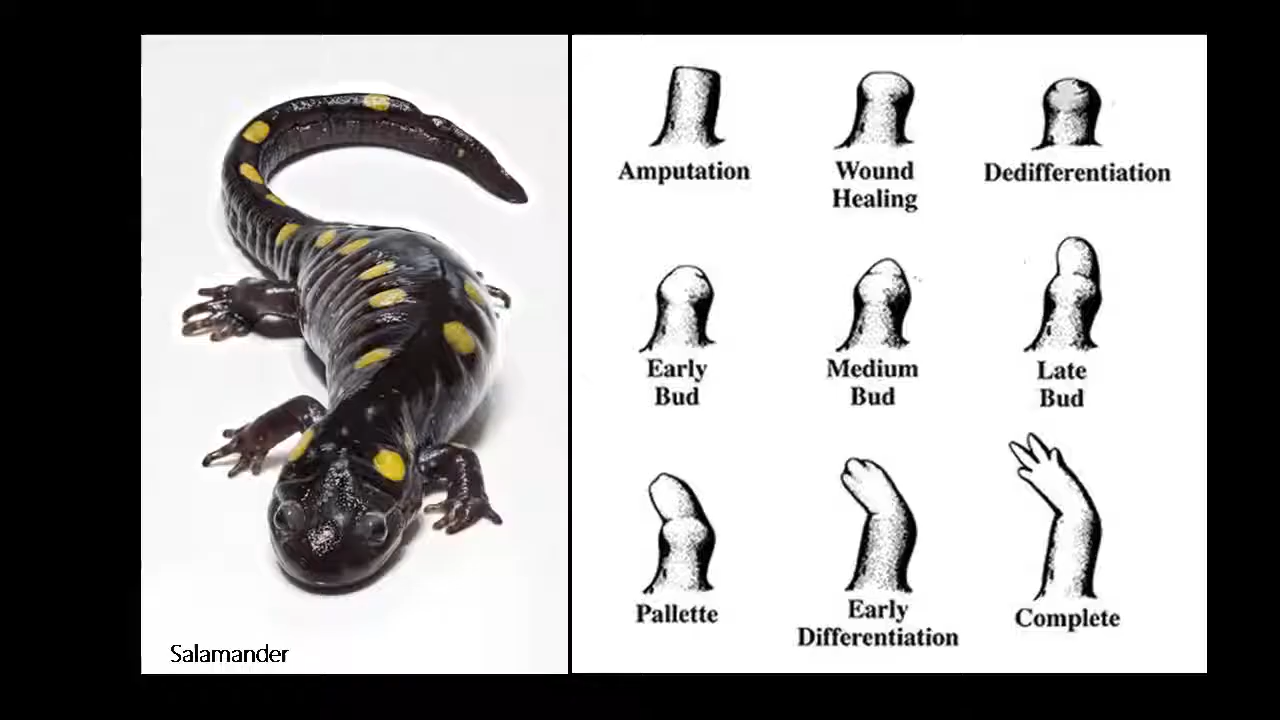 Amputation
Wound
Healing
Dedifferentiation
Early
Bud
Medium
Bud
Late
Bud
Pallette
Early
Differentiation
Complete
Salamander